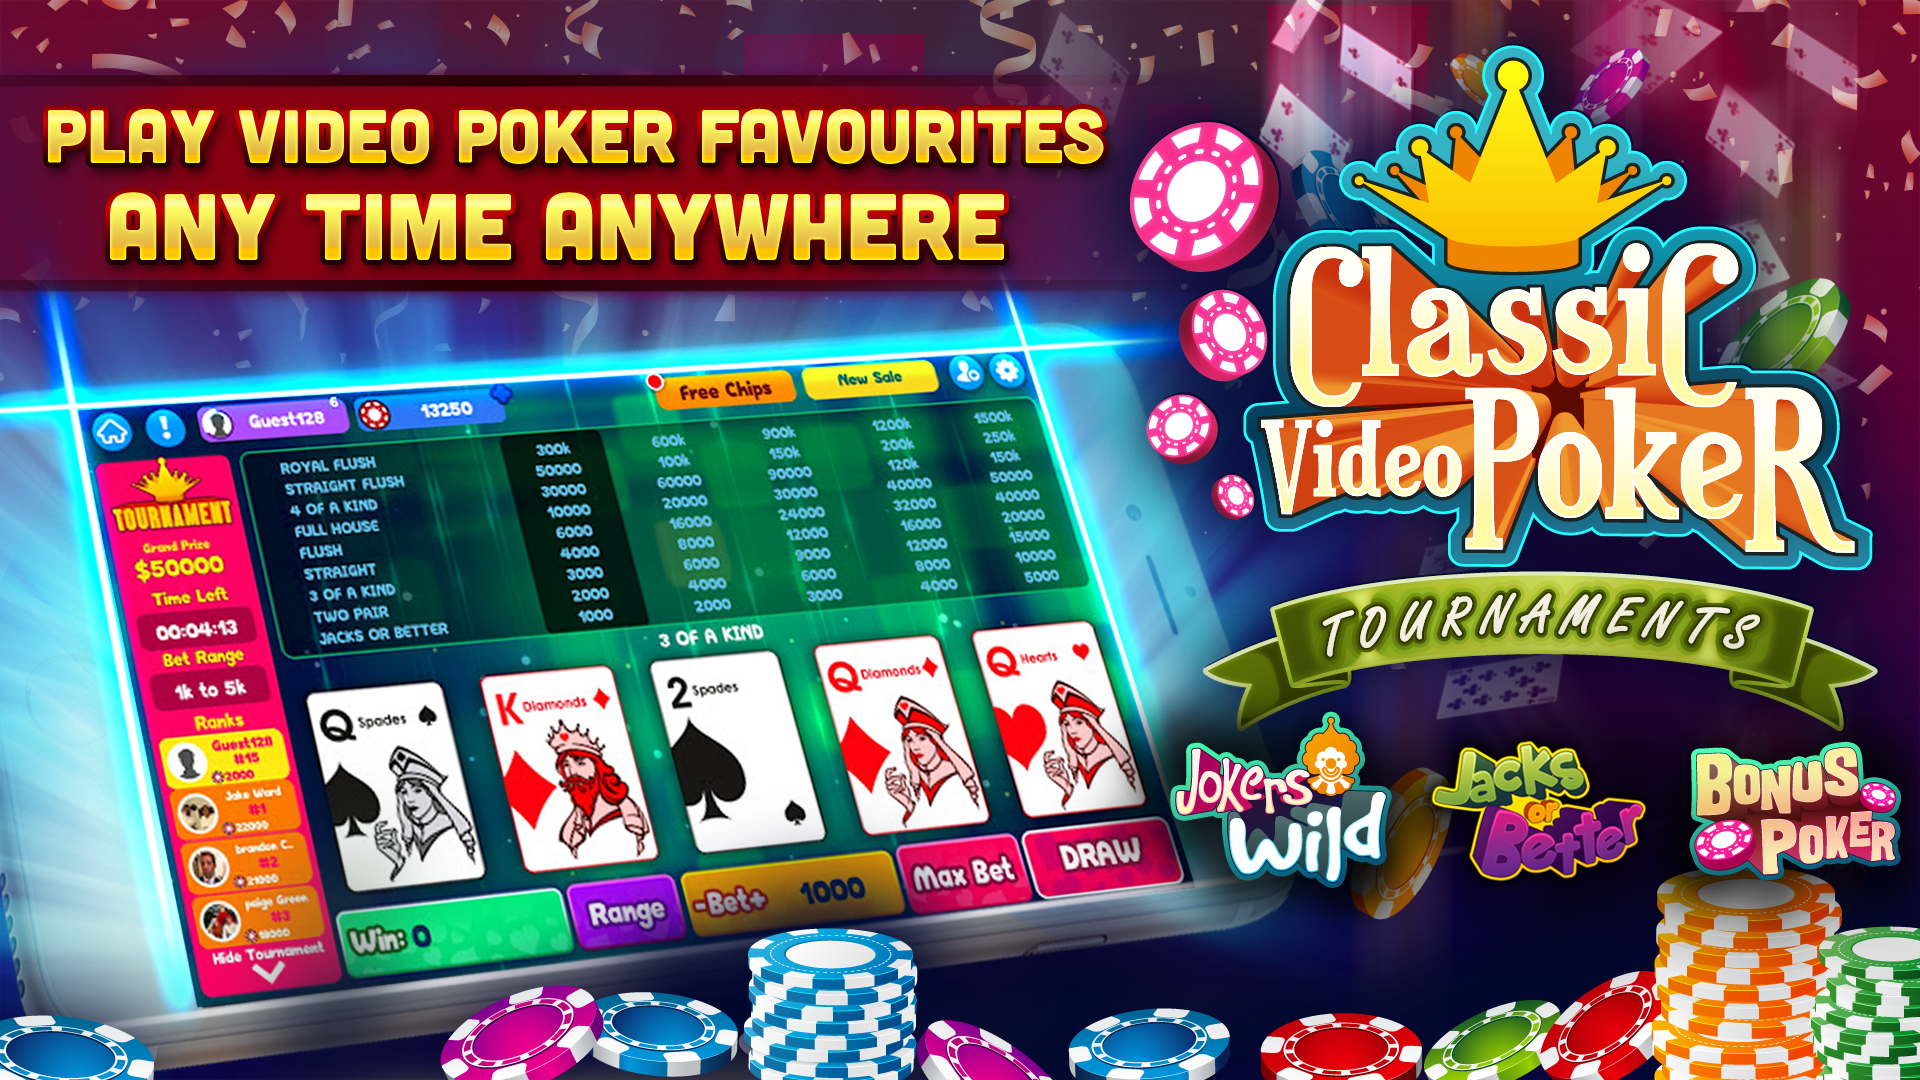 PLAY VIDEO POKER FAVOURITES
ANY TIME ANYWHERE
Classic
Video Poker
TOURNAMENTS
Jokers
Wild
Jacks
or
Better
BONUS
POKER
! Guest128 6 13250 Free Chips New Sale
TOURNAMENT
Grand Prize
$50000
Time Left
00:04:13
Bet Range
1k to 5k
Ranks
Guest128
#15
2000
Jake Ward
#1
22000
brandon C..
#2
21000
paige Green
#3
Hide Tournament
ROYAL FLUSH 300k 600k 900k 1200k 1500k
STRAIGHT FLUSH 50000 100k 150k 200k 250k
4 OF A KIND 30000 60000 90000 120k 150k
FULL HOUSE 10000 20000 30000 40000 50000
FLUSH 6000 16000 24000 32000 40000
STRAIGHT 4000 8000 12000 16000 20000
3 OF A KIND 3000 6000 9000 12000 15000
TWO PAIR 2000 4000 6000 8000 10000
JACKS OR BETTER 1000 2000 3000 4000 5000
3 OF A KIND
Q Spades
K Diamonds
2 Spades
Q Diamonds
Q Hearts
Win: 0 Range -Bet+ 1000 Max Bet DRAW